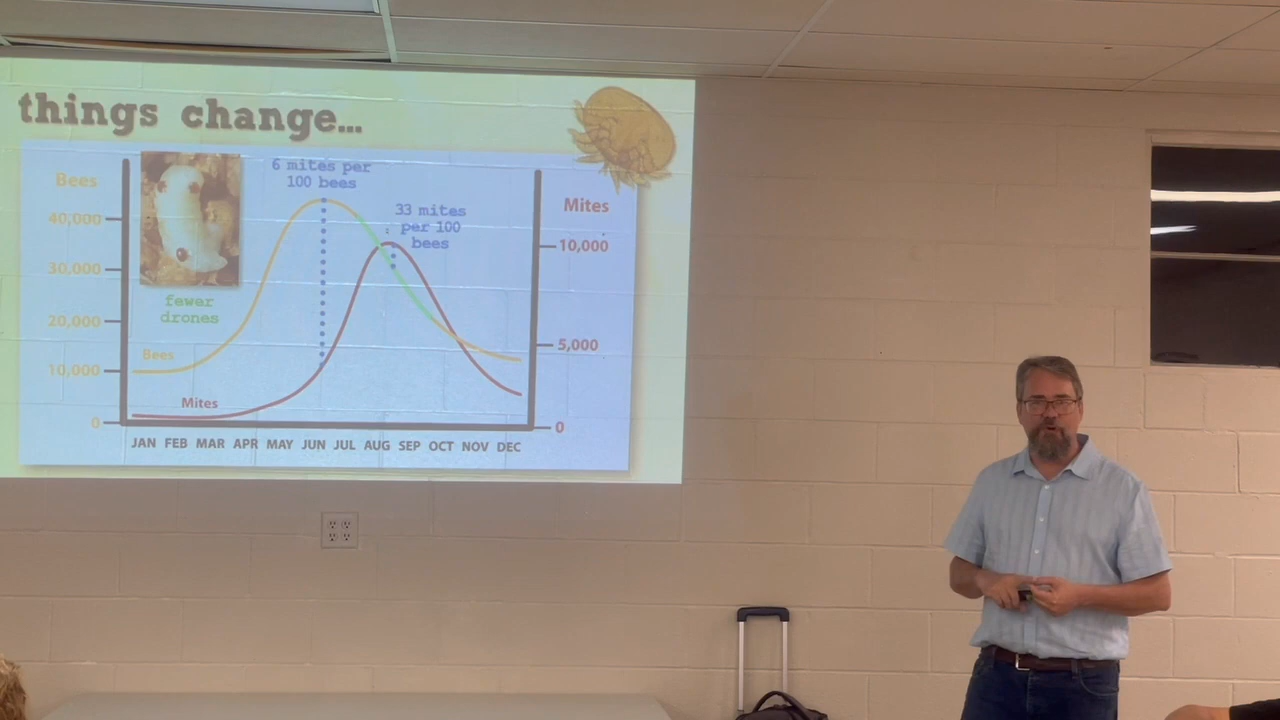 things change...
6 mites per
100 bees
Bees
Mites
33 mites
per 100
bees
40,000
10,000
30,000
fewer
drones
20,000
5,000
Bees
10,000
Mites
0
0
JAN FEB MAR APR MAY JUN JUL AUG SEP OCT NOV DEC